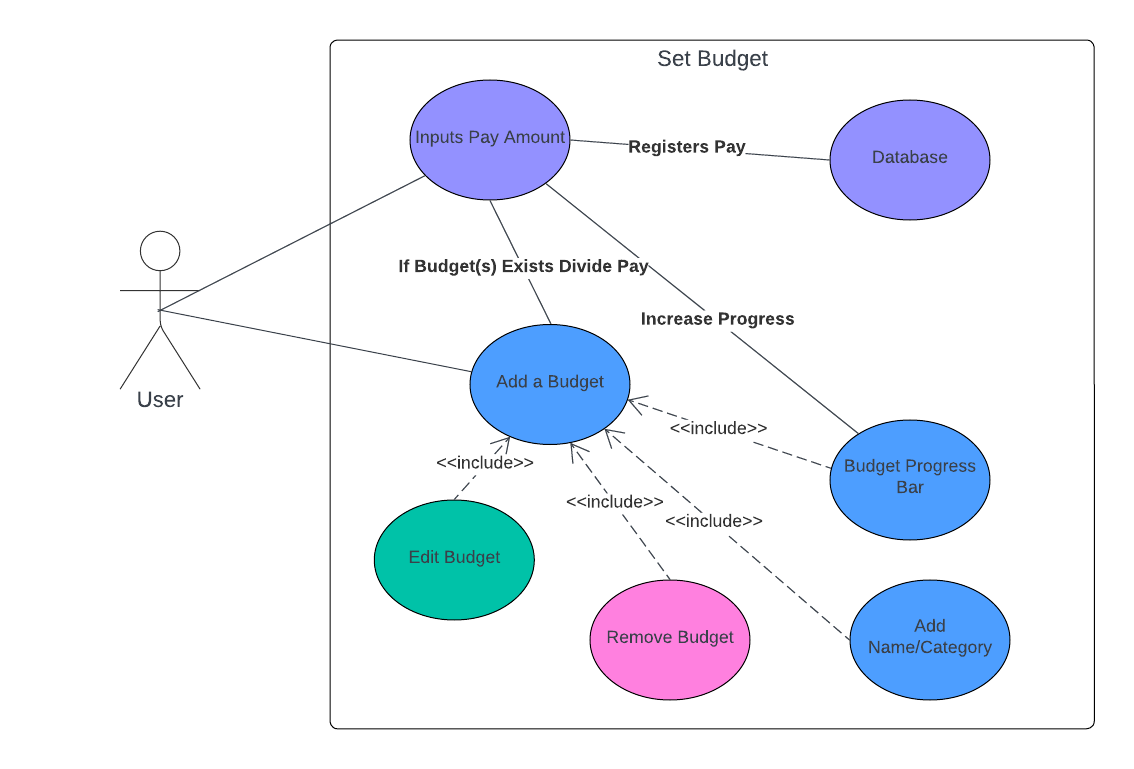 Set Budget
Inputs Pay Amount
Registers Pay
Database
If Budget(s) Exists Divide Pay
Increase Progress
User
Add a Budget
<<include>>
Budget Progress
Bar
<<include>>
<<include>>
<<include>>
Edit Budget
Remove Budget
Add
Name/Category